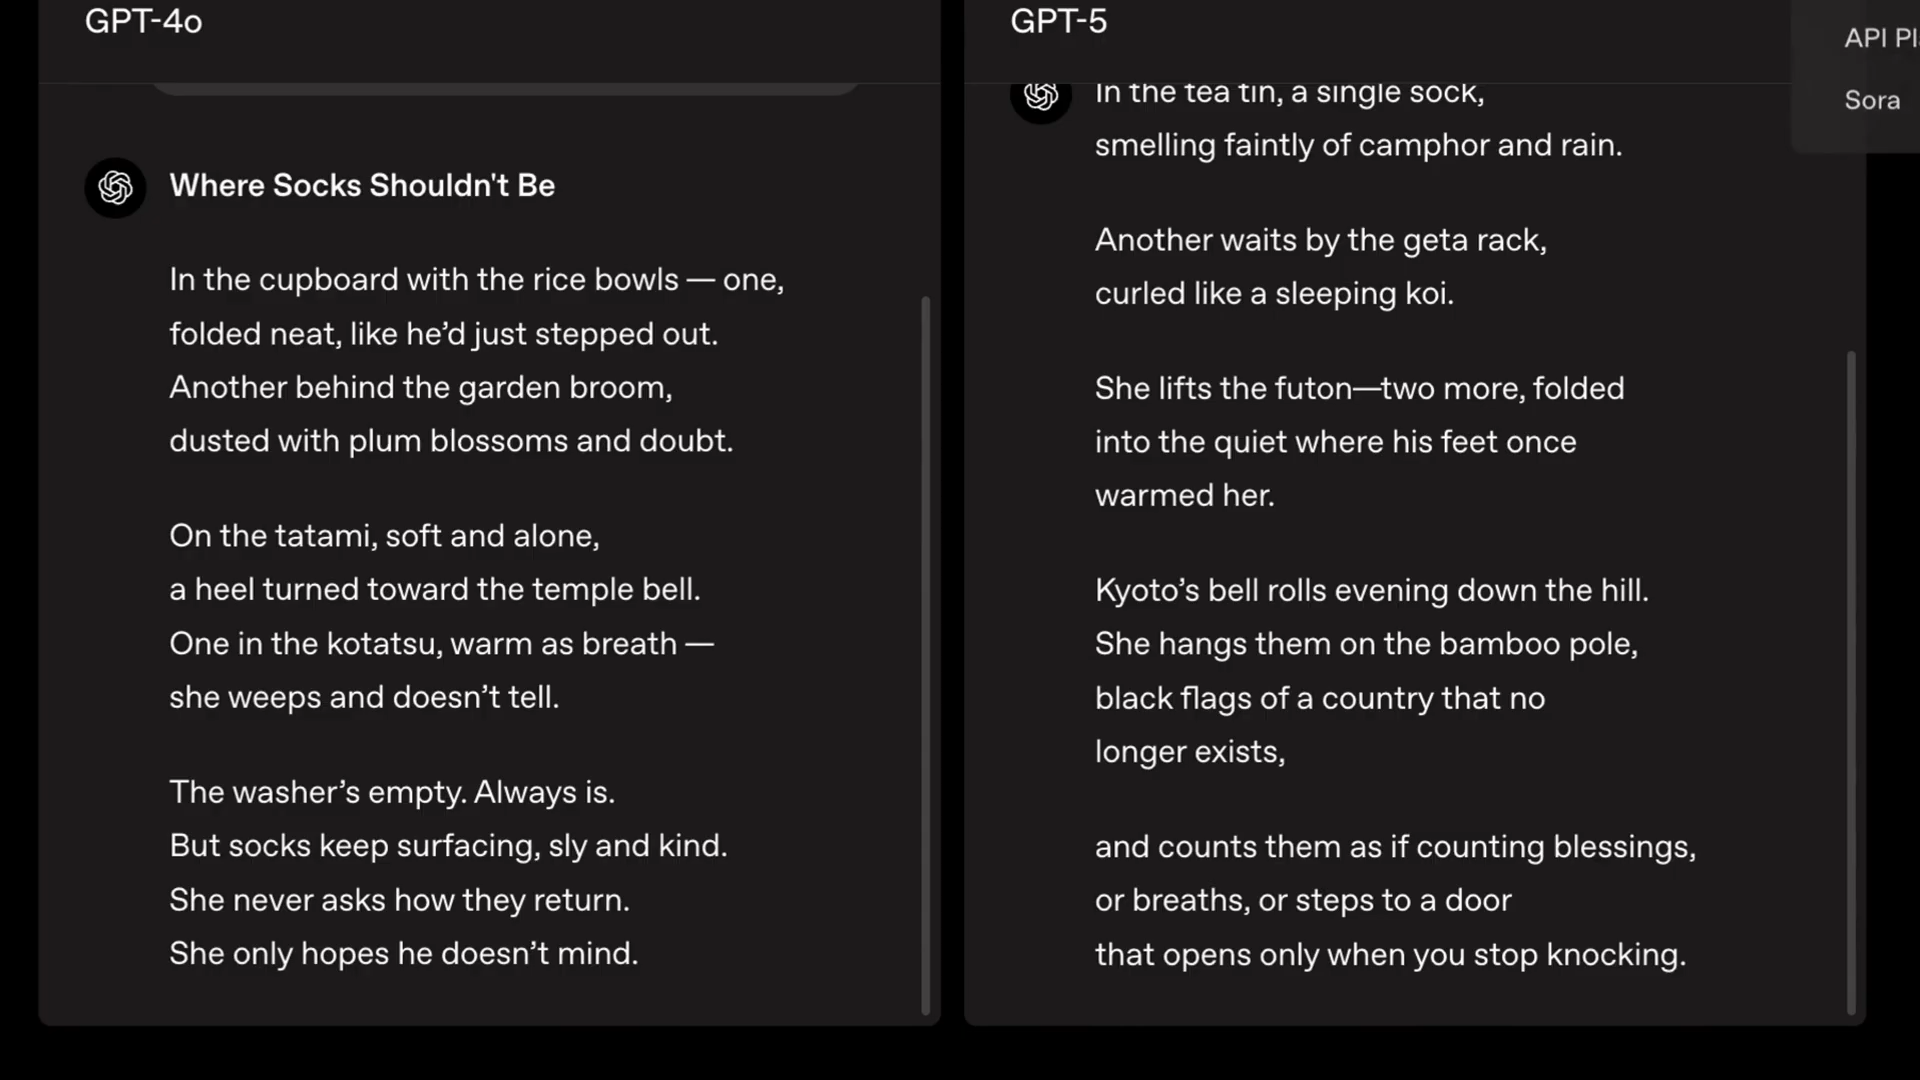 GPT-4o
Where Socks Shouldn't Be
In the cupboard with the rice bowls — one,
folded neat, like he’d just stepped out.
Another behind the garden broom,
dusted with plum blossoms and doubt.
On the tatami, soft and alone,
a heel turned toward the temple bell.
One in the kotatsu, warm as breath —
she weeps and doesn’t tell.
The washer’s empty. Always is.
But socks keep surfacing, sly and kind.
She never asks how they return.
She only hopes he doesn’t mind.
GPT-5
In the tea tin, a single sock,
smelling faintly of camphor and rain.
Another waits by the geta rack,
curled like a sleeping koi.
She lifts the futon—two more, folded
into the quiet where his feet once
warmed her.
Kyoto’s bell rolls evening down the hill.
She hangs them on the bamboo pole,
black flags of a country that no
longer exists,
and counts them as if counting blessings,
or breaths, or steps to a door
that opens only when you stop knocking.
API
Sora